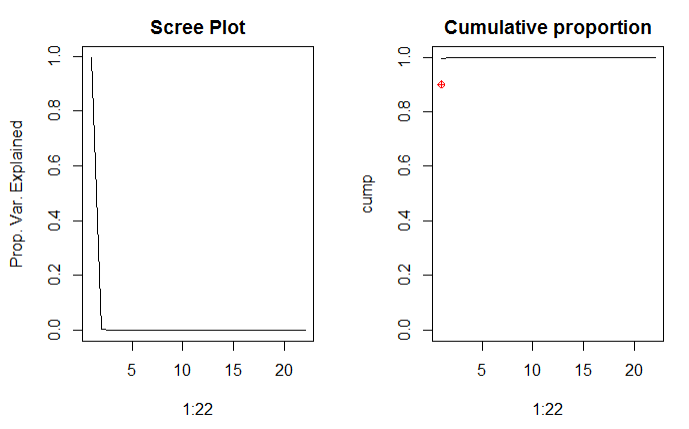 Scree Plot
Prop. Var. Explained
0.0 0.2 0.4 0.6 0.8 1.0
5 10 15 20
1:22
Cumulative proportion
cump
0.0 0.2 0.4 0.6 0.8 1.0
5 10 15 20
1:22